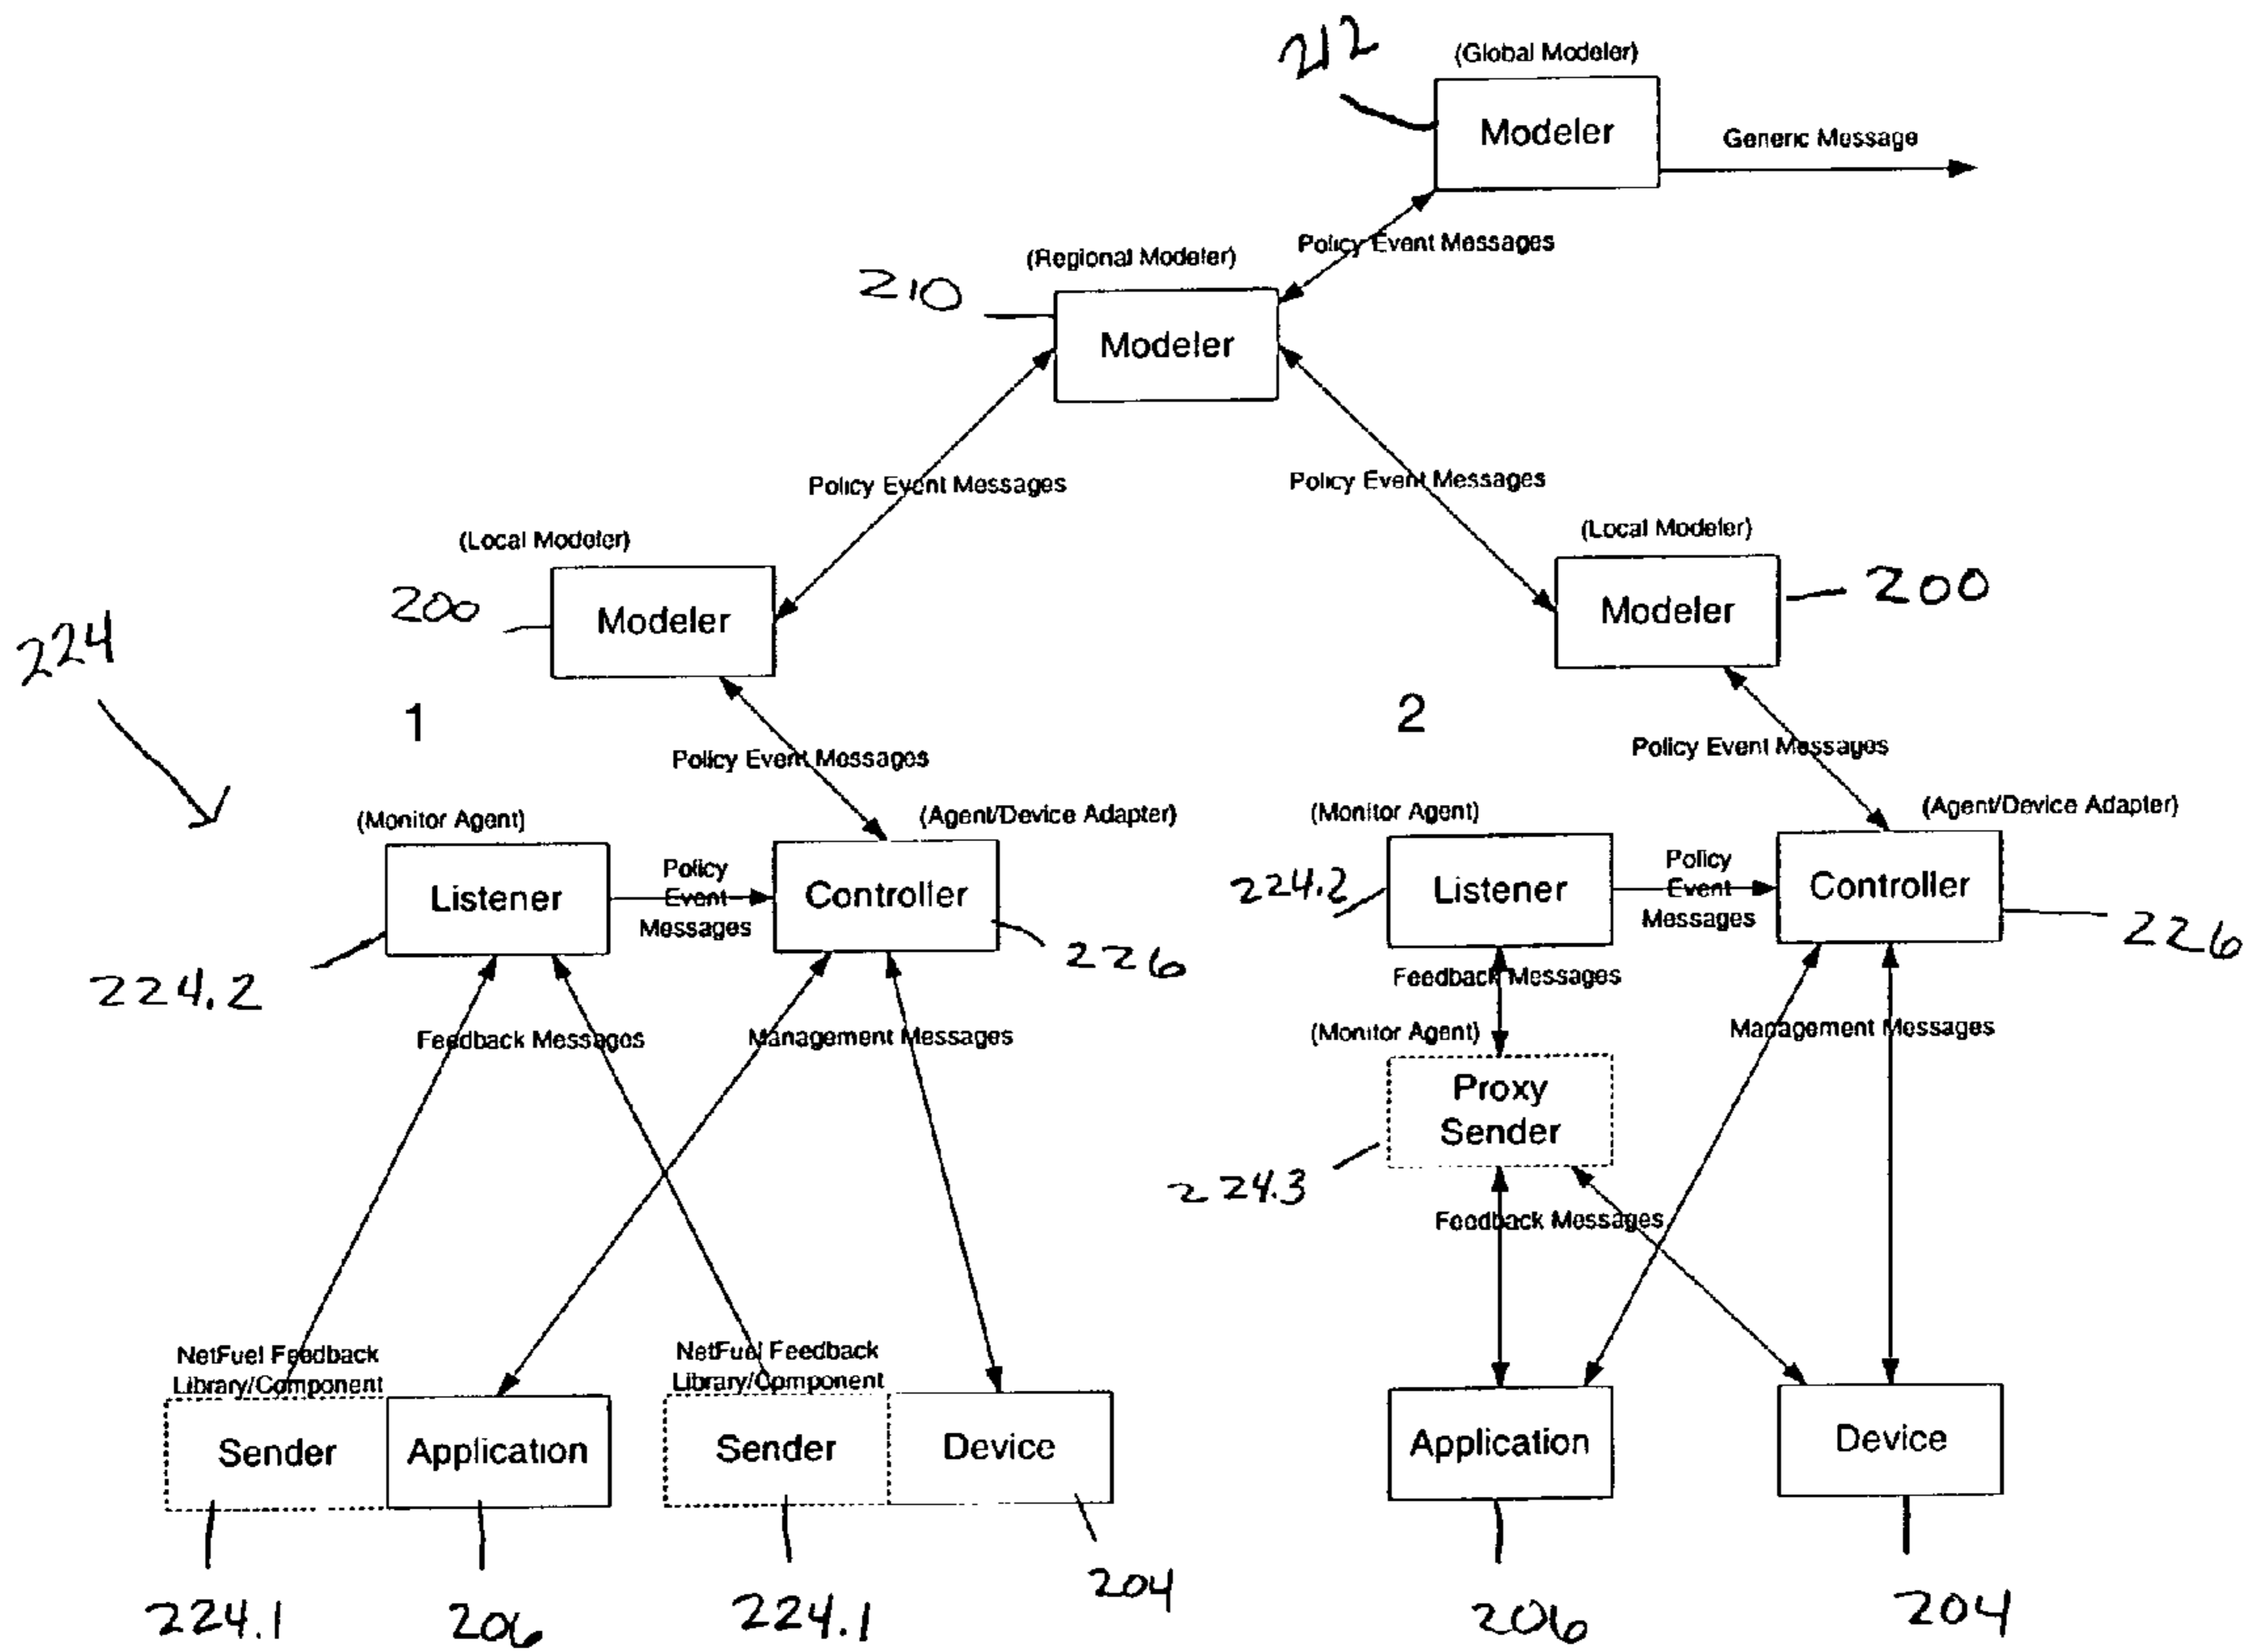 212
(Global Modeler)
Modeler
Generic Message
Policy Event Messages
(Regional Modeler)
210
Modeler
Policy Event Messages
Policy Event Messages
(Local Modeler)
200
Modeler
(Local Modeler)
Modeler
200
224
1
2
Policy Event Messages
Policy Event Messages
(Monitor Agent)
Listener
224.2
Policy
Event
Messages
(Agent/Device Adapter)
Controller
226
(Monitor Agent)
224.2
Listener
Policy
Event
Messages
(Agent/Device Adapter)
Controller
226
Feedback Messages
Management Messages
Feedback Messages
(Monitor Agent)
Proxy
Sender
224.3
Management Messages
Feedback Messages
NetFuel Feedback
Library/Component
Sender
Application
NetFuel Feedback
Library/Component
Sender
Device
Application
Device
224.1
206
224.1
204
206
204